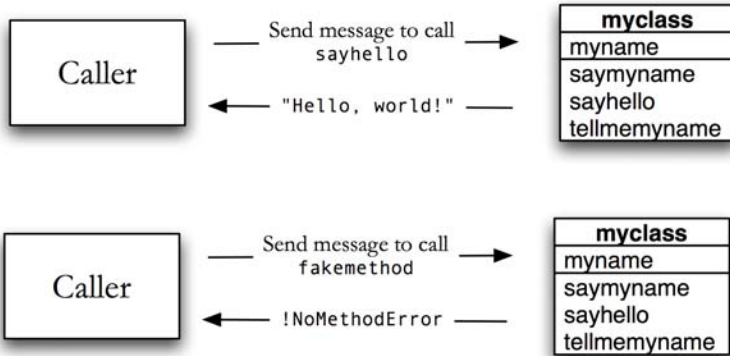 Caller
Send message to call
sayhello
"Hello, world!"
myclass
myname
saymyname
sayhello
tellmemyname
Caller
Send message to call
fakemethod
!NoMethodError
myclass
myname
saymyname
sayhello
tellmemyname